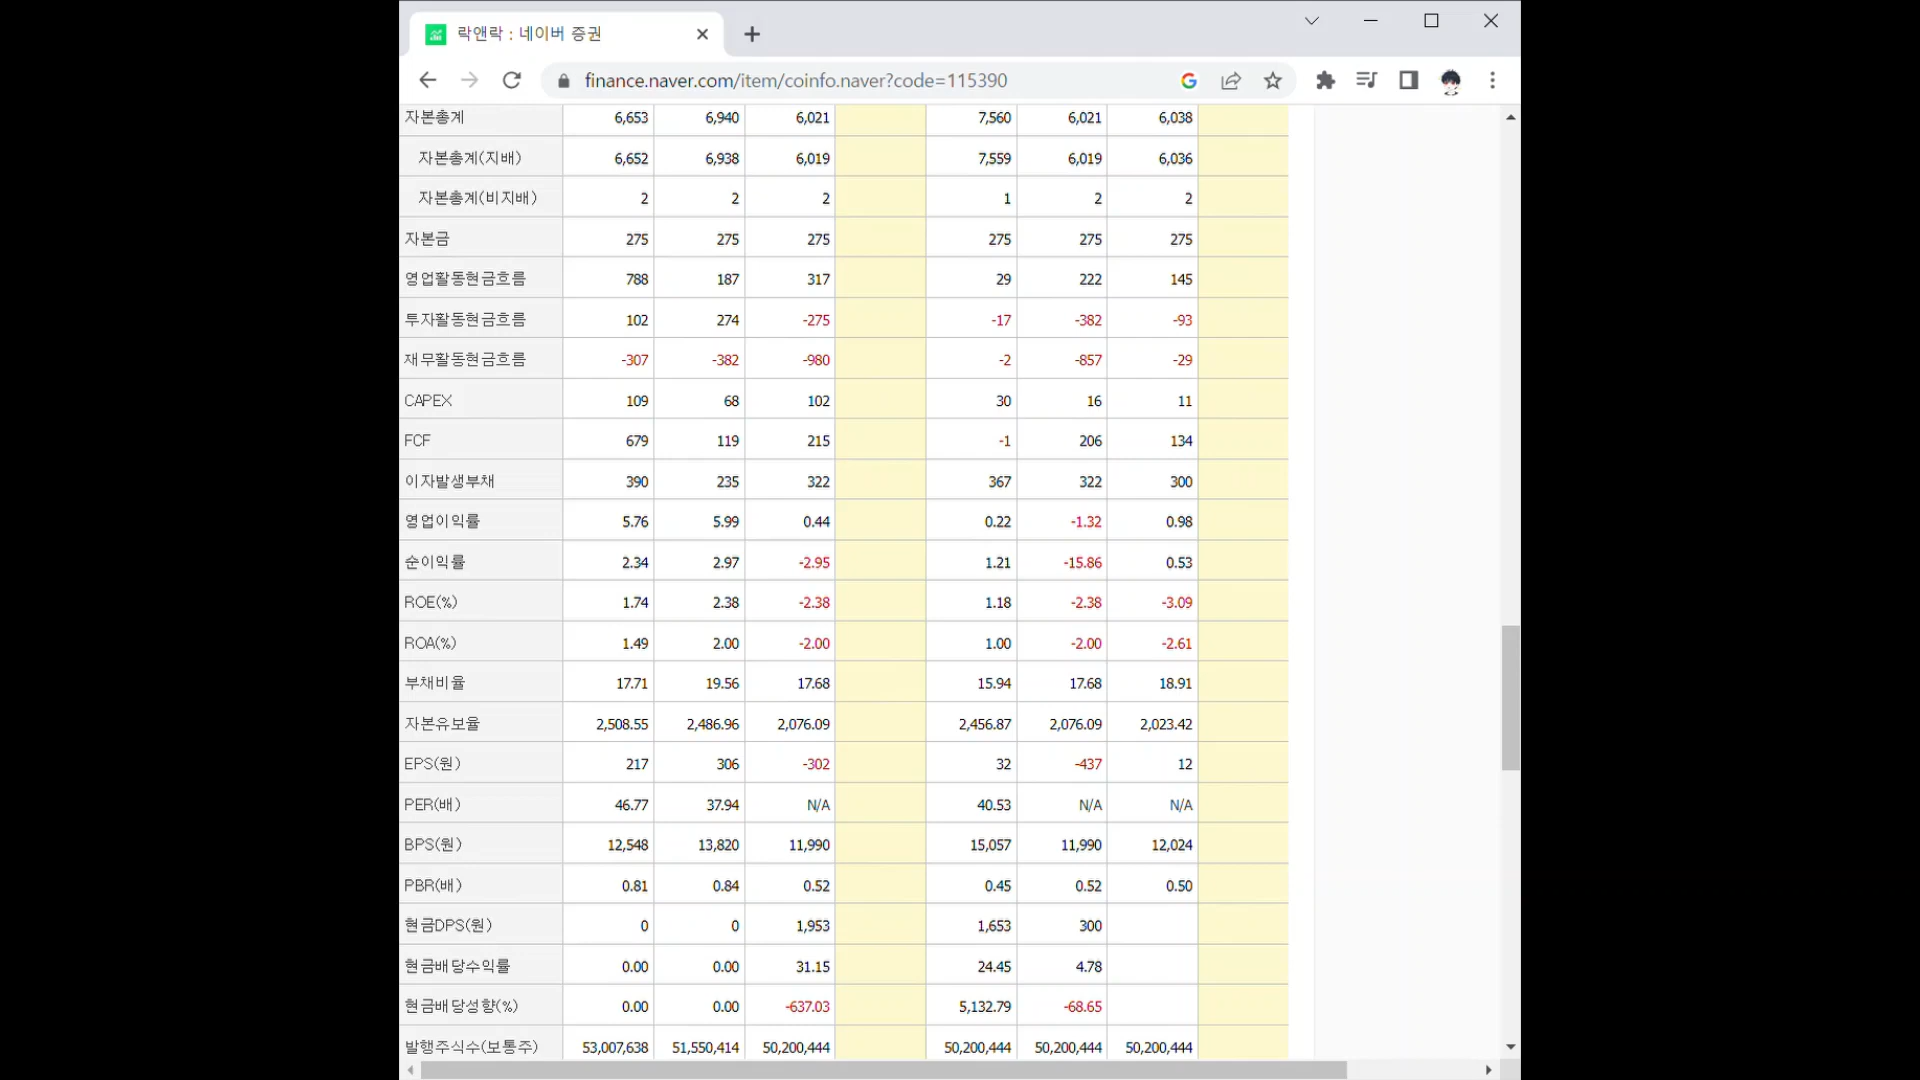 락앤락 : 네이버 증권
finance.naver.com/item/coinfo.naver?code=115390
자본총계 6,653 6,940 6,021 7,560 6,021 6,038
자본총계(지배) 6,652 6,938 6,019 7,559 6,019 6,036
자본총계(비지배) 2 2 2 1 2 2
자본금 275 275 275 275 275 275
영업활동현금흐름 788 187 317 29 222 145
투자활동현금흐름 102 274 -275 -17 -382 -93
재무활동현금흐름 -307 -382 -980 -2 -857 -29
CAPEX 109 68 102 30 16 11
FCF 679 119 215 -1 206 134
이자발생부채 390 235 322 367 322 300
영업이익률 5.76 5.99 0.44 0.22 -1.32 0.98
순이익률 2.34 2.97 -2.95 1.21 -15.86 0.53
ROE(%) 1.74 2.38 -2.38 1.18 -2.38 -3.09
ROA(%) 1.49 2.00 -2.00 1.00 -2.00 -2.61
부채비율 17.71 19.56 17.68 15.94 17.68 18.91
자본유보율 2,508.55 2,486.96 2,076.09 2,456.87 2,076.09 2,023.42
EPS(원) 217 306 -302 32 -437 12
PER(배) 46.77 37.94 N/A 40.53 N/A N/A
BPS(원) 12,548 13,820 11,990 15,057 11,990 12,024
PBR(배) 0.81 0.84 0.52 0.45 0.52 0.50
현금DPS(원) 0 0 1,953 1,653 300
현금배당수익률 0.00 0.00 31.15 24.45 4.78
현금배당성향(%) 0.00 0.00 -637.03 5,132.79 -68.65
발행주식수(보통주) 53,007,638 51,550,414 50,200,444 50,200,444 50,200,444 50,200,444